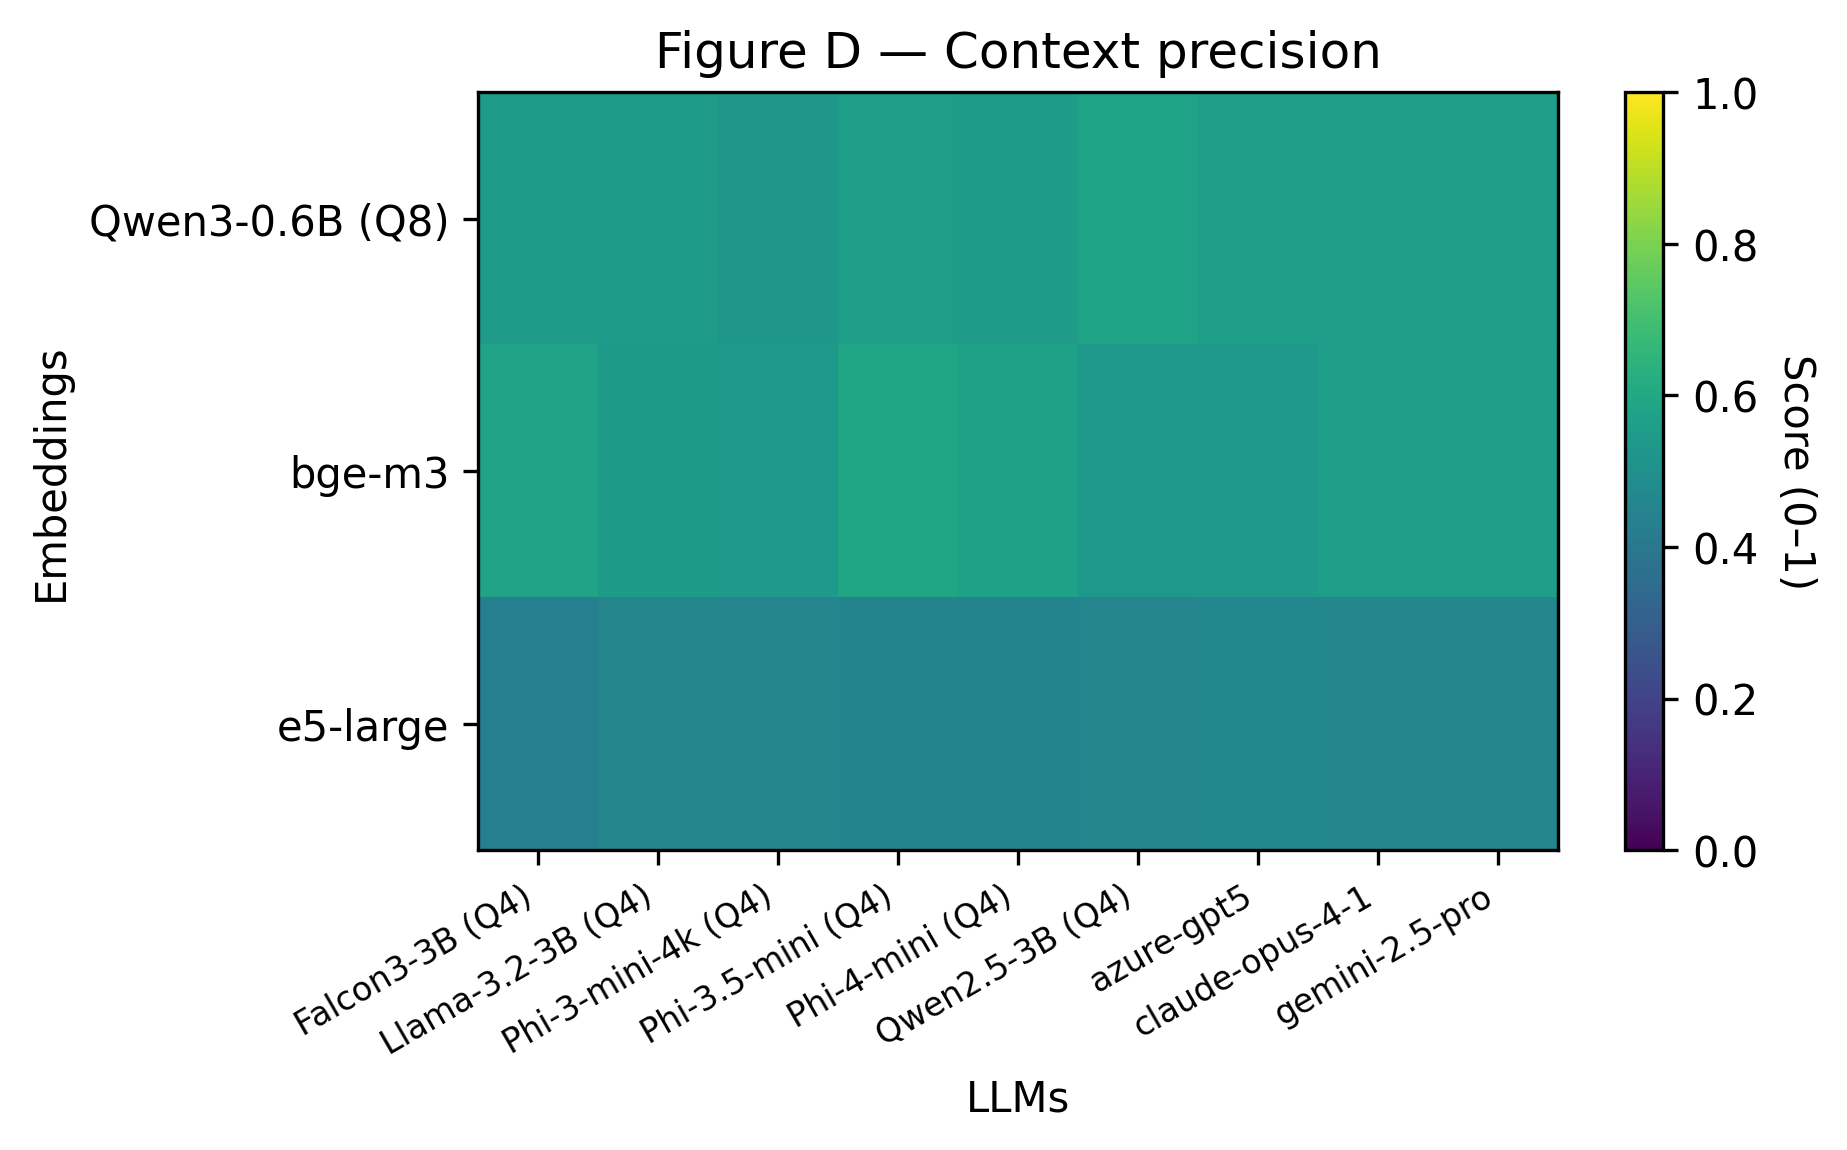 Figure D — Context precision
Embeddings
Qwen3-0.6B (Q8)
bge-m3
e5-large
Falcon3-3B (Q4)
Llama-3.2-3B (Q4)
Phi-3-mini-4k (Q4)
Phi-3.5-mini (Q4)
Phi-4-mini (Q4)
Qwen2.5-3B (Q4)
azure-gpt5
claude-opus-4-1
gemini-2.5-pro
LLMs
1.0
0.8
0.6
0.4
0.2
0.0
Score (0–1)